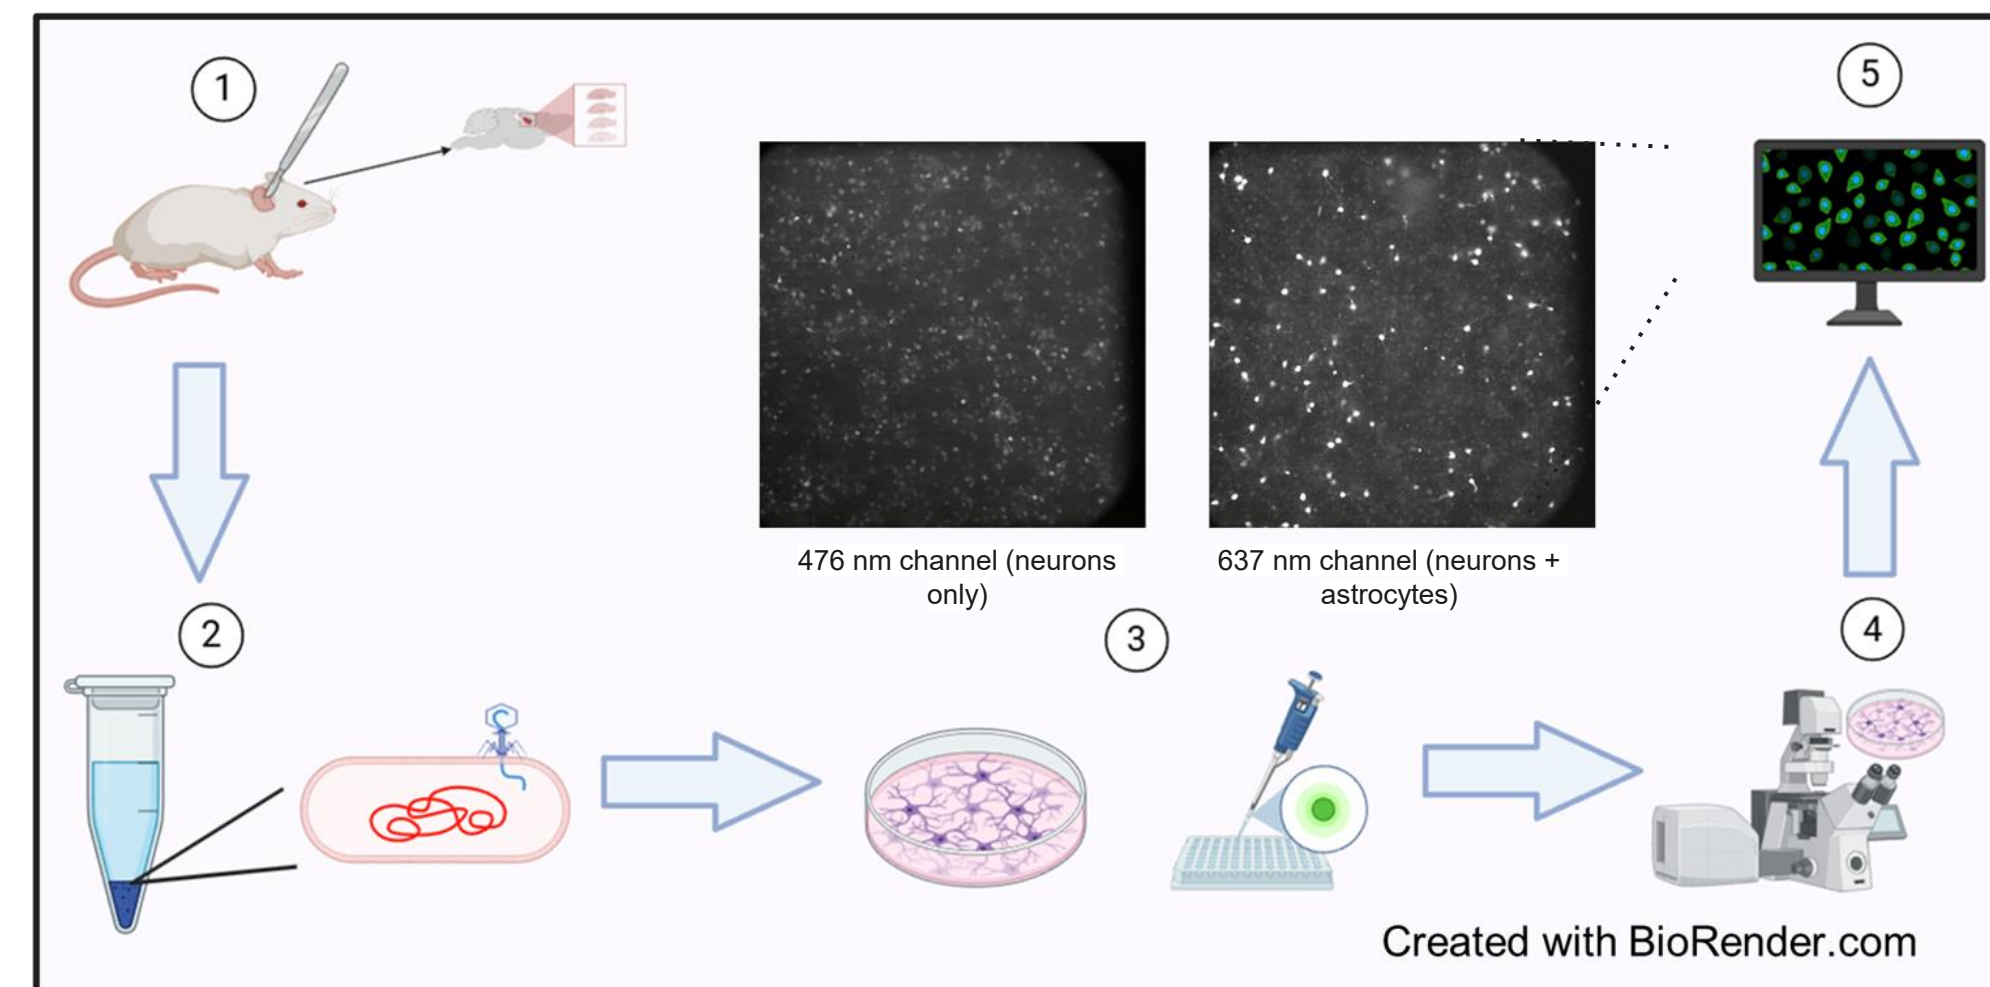 1
5
476 nm channel (neurons
only)
637 nm channel (neurons +
astrocytes)
2
3
4
Created with BioRender.com